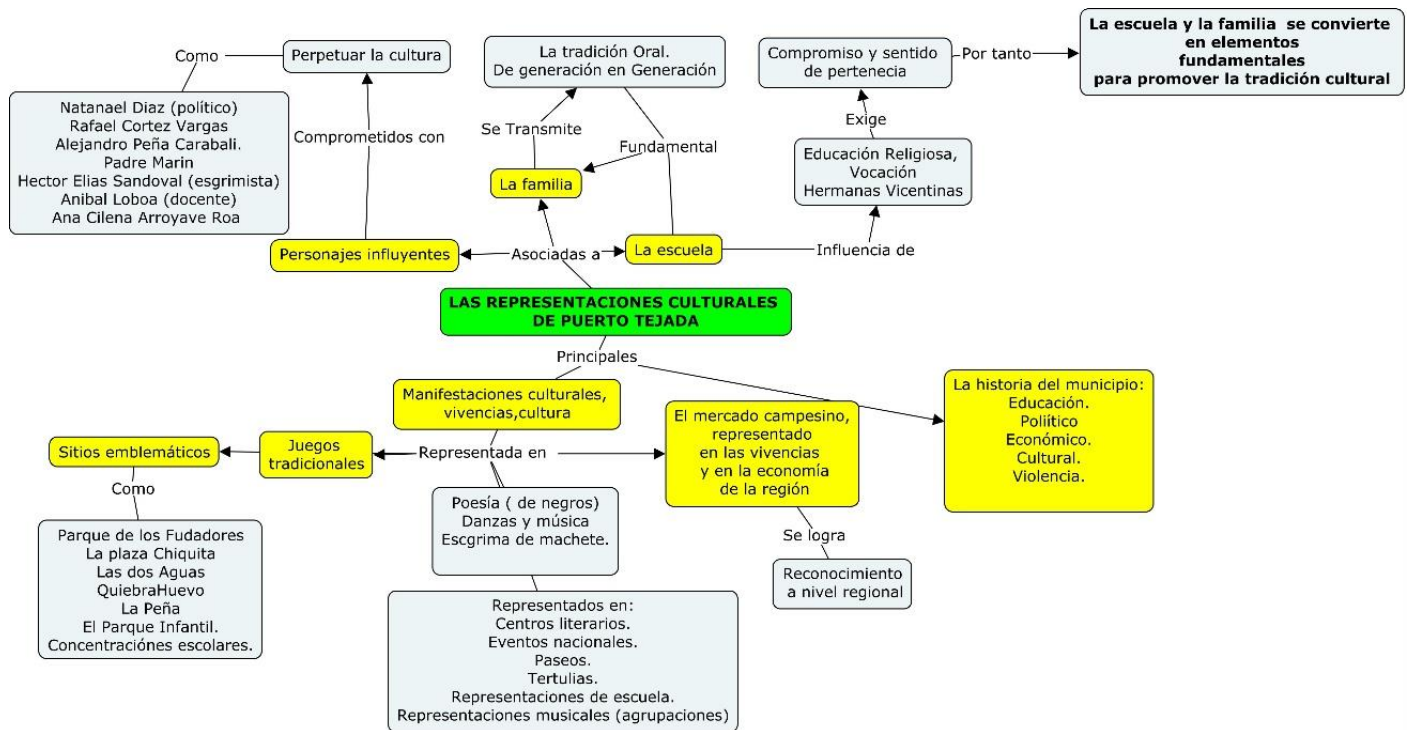 La escuela y la familia se convierte
en elementos
fundamentales
para promover la tradición cultural
Como
Perpetuar la cultura
La tradición Oral.
De generación en Generación
Compromiso y sentido
de pertenecia
Por tanto
Natanael Diaz (político)
Rafael Cortez Vargas
Alejandro Peña Carabali.
Padre Marin
Hector Elias Sandoval (esgrimista)
Anibal Loboa (docente)
Ana Cilena Arroyave Roa
Comprometidos con
Se Transmite
Fundamental
Exige
La familia
Educación Religiosa,
Vocación
Hermanas Vicentinas
Personajes influyentes
Asociadas a
La escuela
Influencia de
LAS REPRESENTACIONES CULTURALES
DE PUERTO TEJADA
Principales
Manifestaciones culturales,
vivencias,cultura
El mercado campesino,
representado
en las vivencias
y en la economía
de la región
La historia del municipio:
Educación.
Poliítico
Económico.
Cultural.
Violencia.
Sitios emblemáticos
Juegos
tradicionales
Representada en
Como
Poesía ( de negros)
Danzas y música
Escgrima de machete.
Se logra
Parque de los Fudadores
La plaza Chiquita
Las dos Aguas
QuiebraHuevo
La Peña
El Parque Infantil.
Concentraciónes escolares.
Reconocimiento
a nivel regional
Representados en:
Centros literarios.
Eventos nacionales.
Paseos.
Tertulias.
Representaciones de escuela.
Representaciones musicales (agrupaciones)